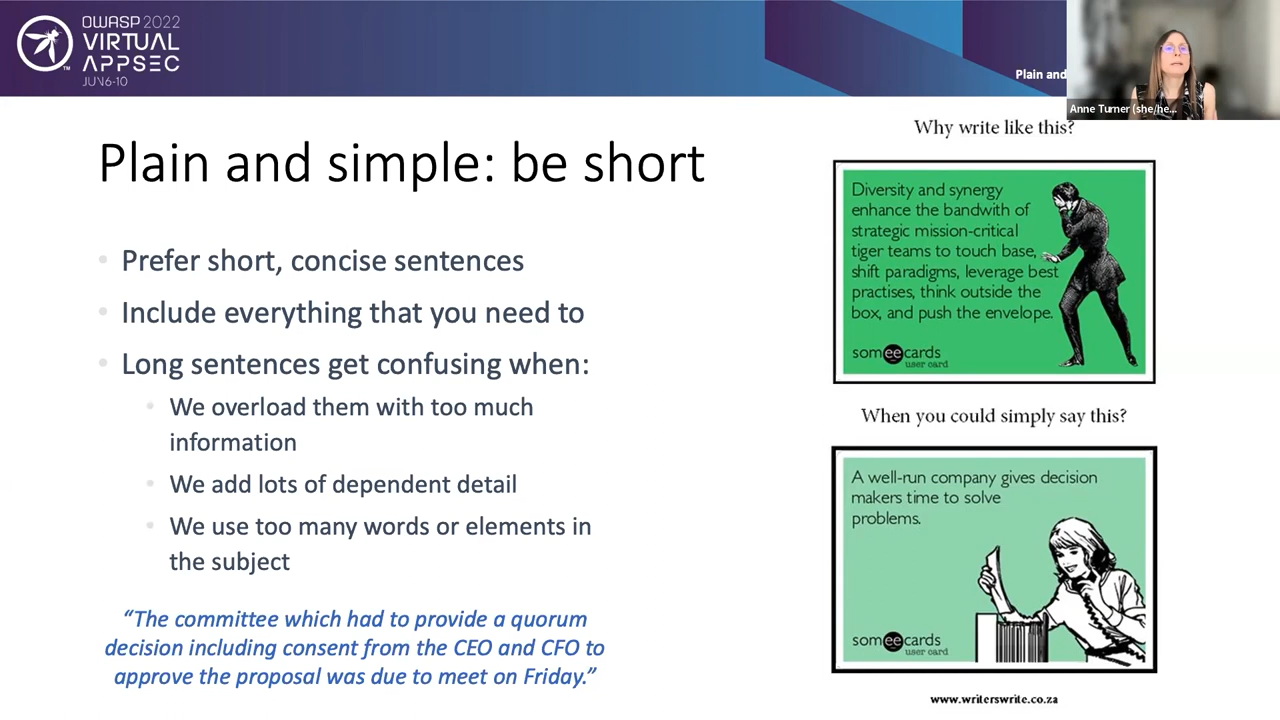 OWASP 2022
VIRTUAL
APPSEC
JUN 6-10
TM
Plain and
Anne Turner (she/he...
Plain and simple: be short
• Prefer short, concise sentences
• Include everything that you need to
• Long sentences get confusing when:
• We overload them with too much
information
• We add lots of dependent detail
• We use too many words or elements in
the subject
“The committee which had to provide a quorum
decision including consent from the CEO and CFO to
approve the proposal was due to meet on Friday.”
Why write like this?
Diversity and synergy
enhance the bandwith of
strategic mission-critical
tiger teams to touch base,
shift paradigms, leverage best
practises, think outside the
box, and push the envelope.
someecards
user card
When you could simply say this?
A well-run company gives decision
makers time to solve
problems.
someecards
user card
www.writerswrite.co.za